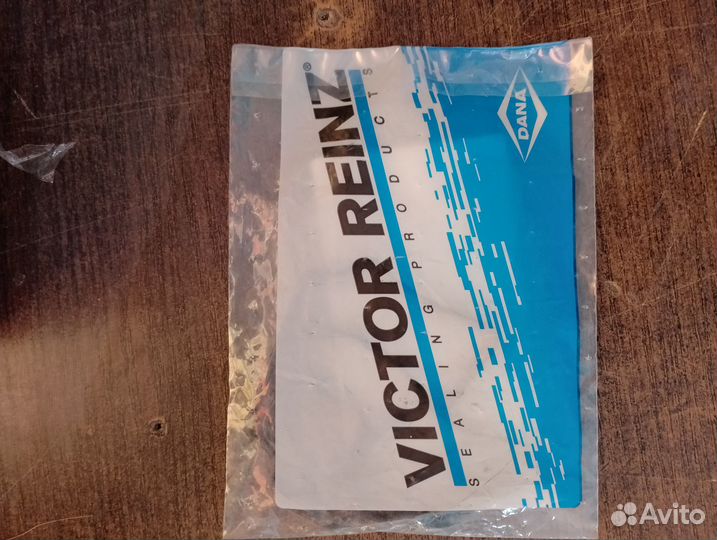 VICTOR REINZ®
SEALING PRODUCTS
DANA
Avito